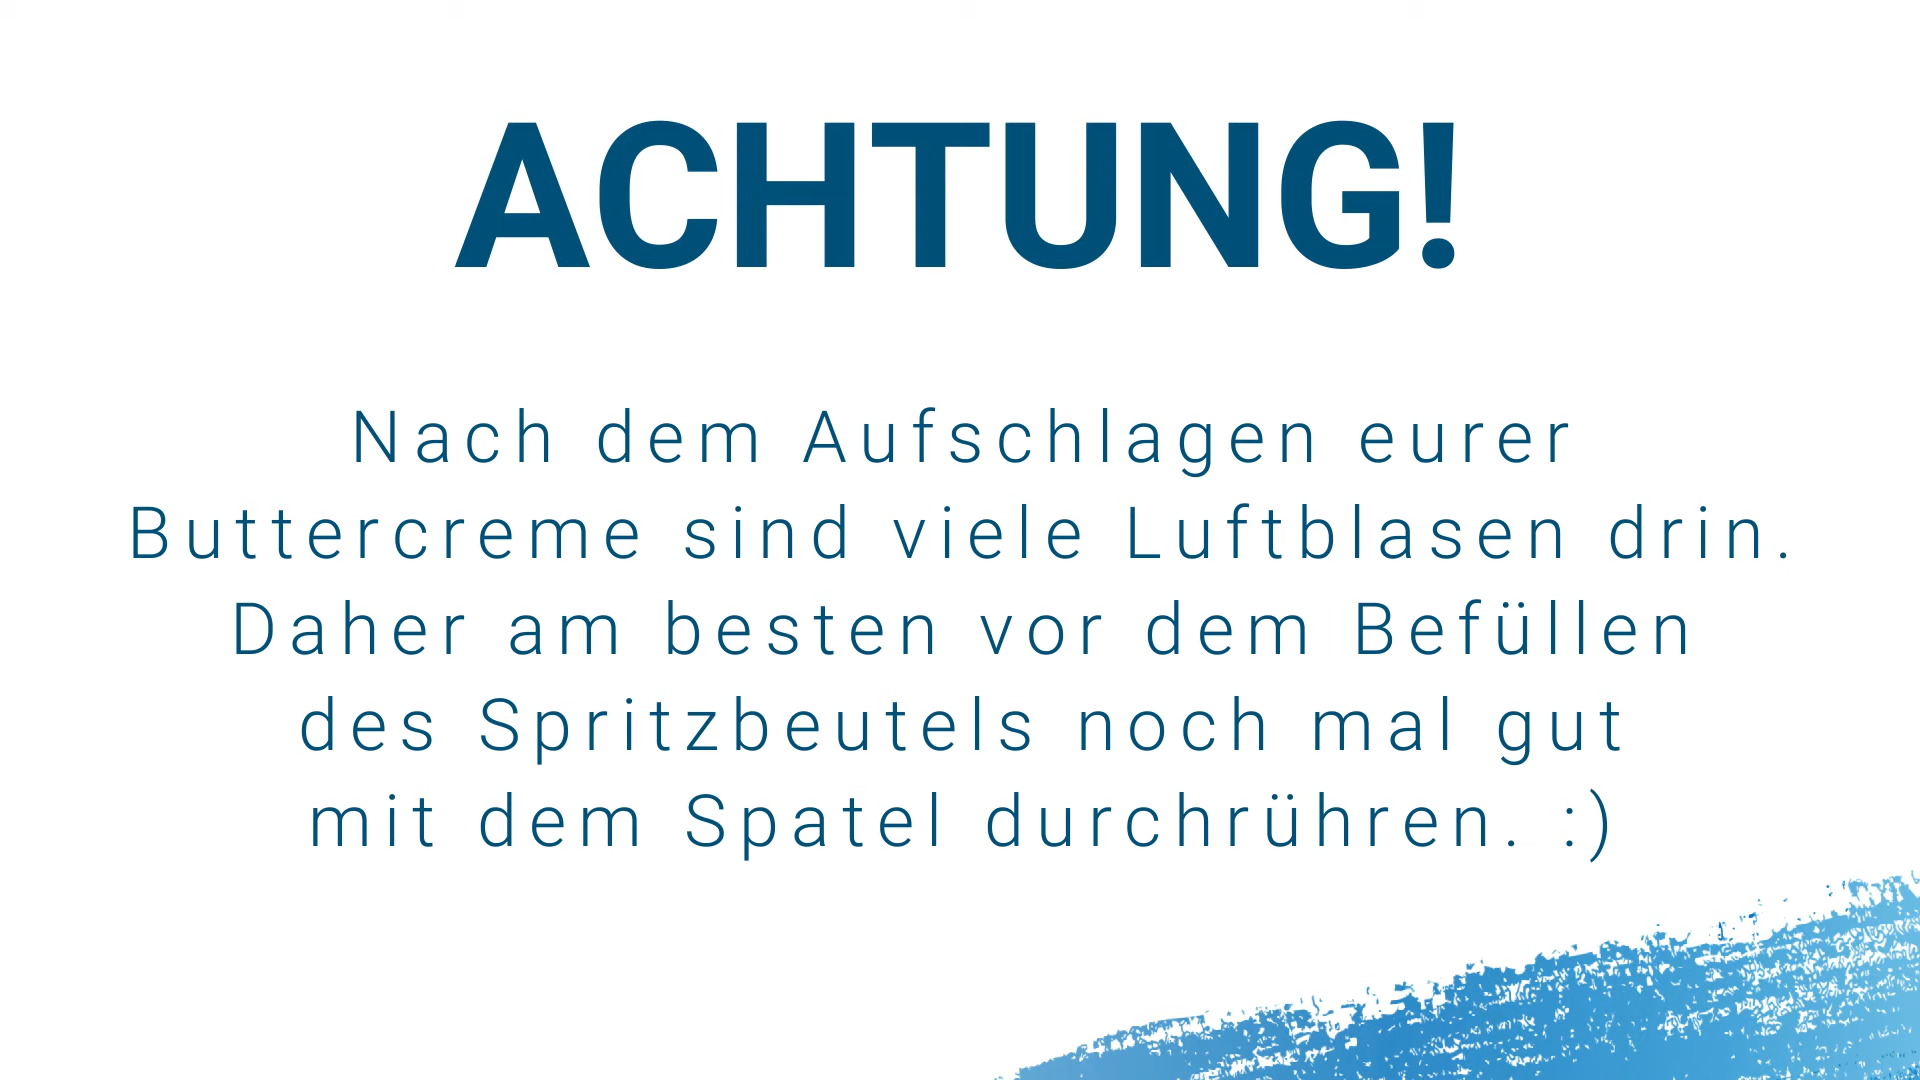 ACHTUNG!
Nach dem Aufschlagen eurer
Buttercreme sind viele Luftblasen drin.
Daher am besten vor dem Befüllen
des Spritzbeutels noch mal gut
mit dem Spatel durchrühren. :)